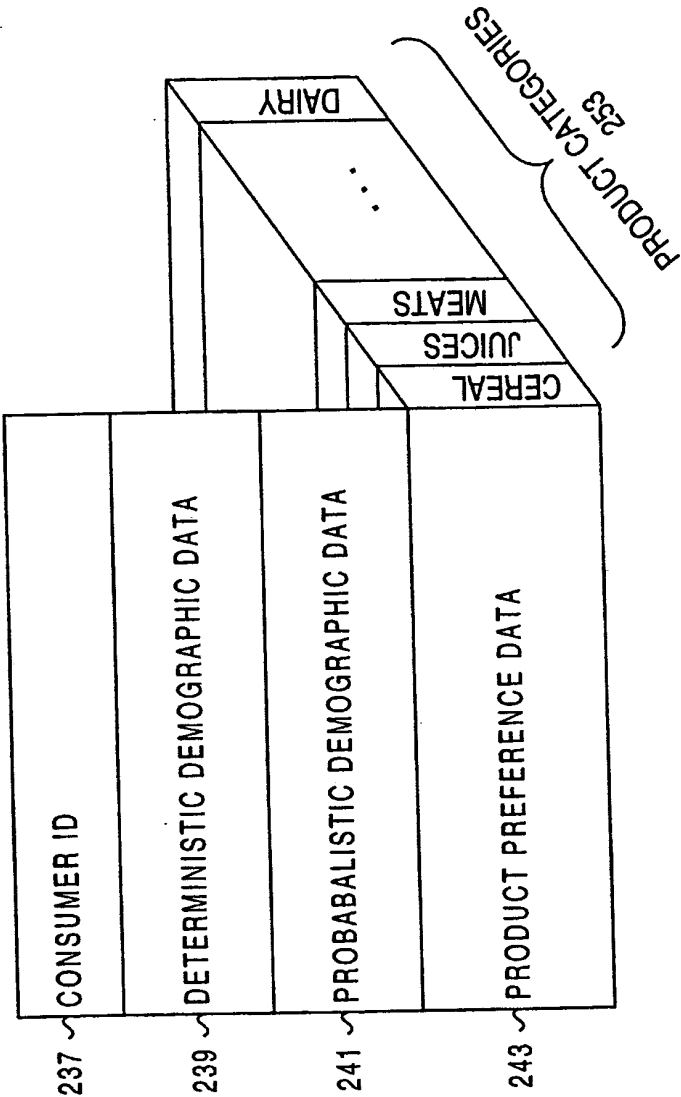 237 CONSUMER ID
239 DETERMINISTIC DEMOGRAPHIC DATA
241 PROBABALISTIC DEMOGRAPHIC DATA
243 PRODUCT PREFERENCE DATA
CEREAL
JUICES
MEATS
...
DAIRY
PRODUCT CATEGORIES
253